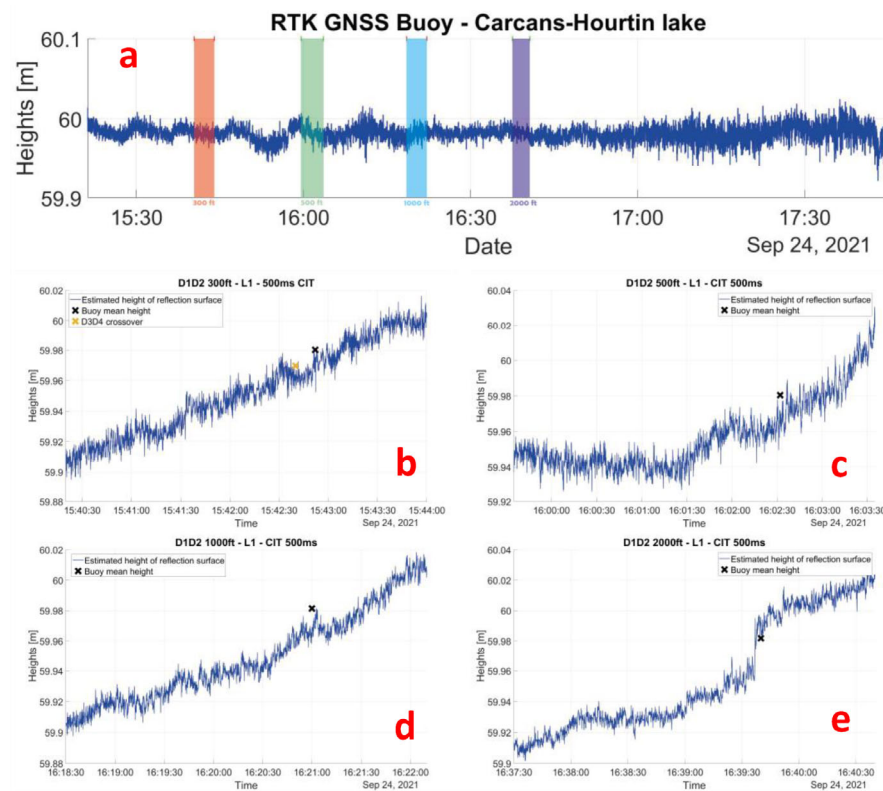 RTK GNSS Buoy - Carcans-Hourtin lake
a
Heights [m]
60.1
60
59.9
300 ft
300 ft
1000 ft
2000 ft
15:30
16:00
16:30
17:00
17:30
Date
Sep 24, 2021
D1D2 300ft - L1 - 500ms CIT
Estimated height of reflection surface
Buoy mean height
D3D4 crossover
Heights [m]
60.02
60
59.98
59.96
59.94
59.92
59.9
59.88
b
15:40:30
15:41:00
15:41:30
15:42:00
15:42:30
15:43:00
15:43:30
15:44:00
Time
Sep 24, 2021
D1D2 500ft - L1 - CIT 500ms
Estimated height of reflection surface
Buoy mean height
Heights [m]
60.04
60.02
60
59.98
59.96
59.94
59.92
c
16:00:00
16:00:30
16:01:00
16:01:30
16:02:00
16:02:30
16:03:00
16:03:30
Time
Sep 24, 2021
D1D2 1000ft - L1 - CIT 500ms
Estimated height of reflection surface
Buoy mean height
Heights [m]
60.02
60
59.98
59.96
59.94
59.92
59.9
59.88
d
16:18:30
16:19:00
16:19:30
16:20:00
16:20:30
16:21:00
16:21:30
16:22:00
Time
Sep 24, 2021
D1D2 2000ft - L1 - CIT 500ms
Estimated height of reflection surface
Buoy mean height
Heights [m]
60.04
60.02
60
59.98
59.96
59.94
59.92
59.9
e
16:37:30
16:38:00
16:38:30
16:39:00
16:39:30
16:40:00
16:40:30
Time
Sep 24, 2021